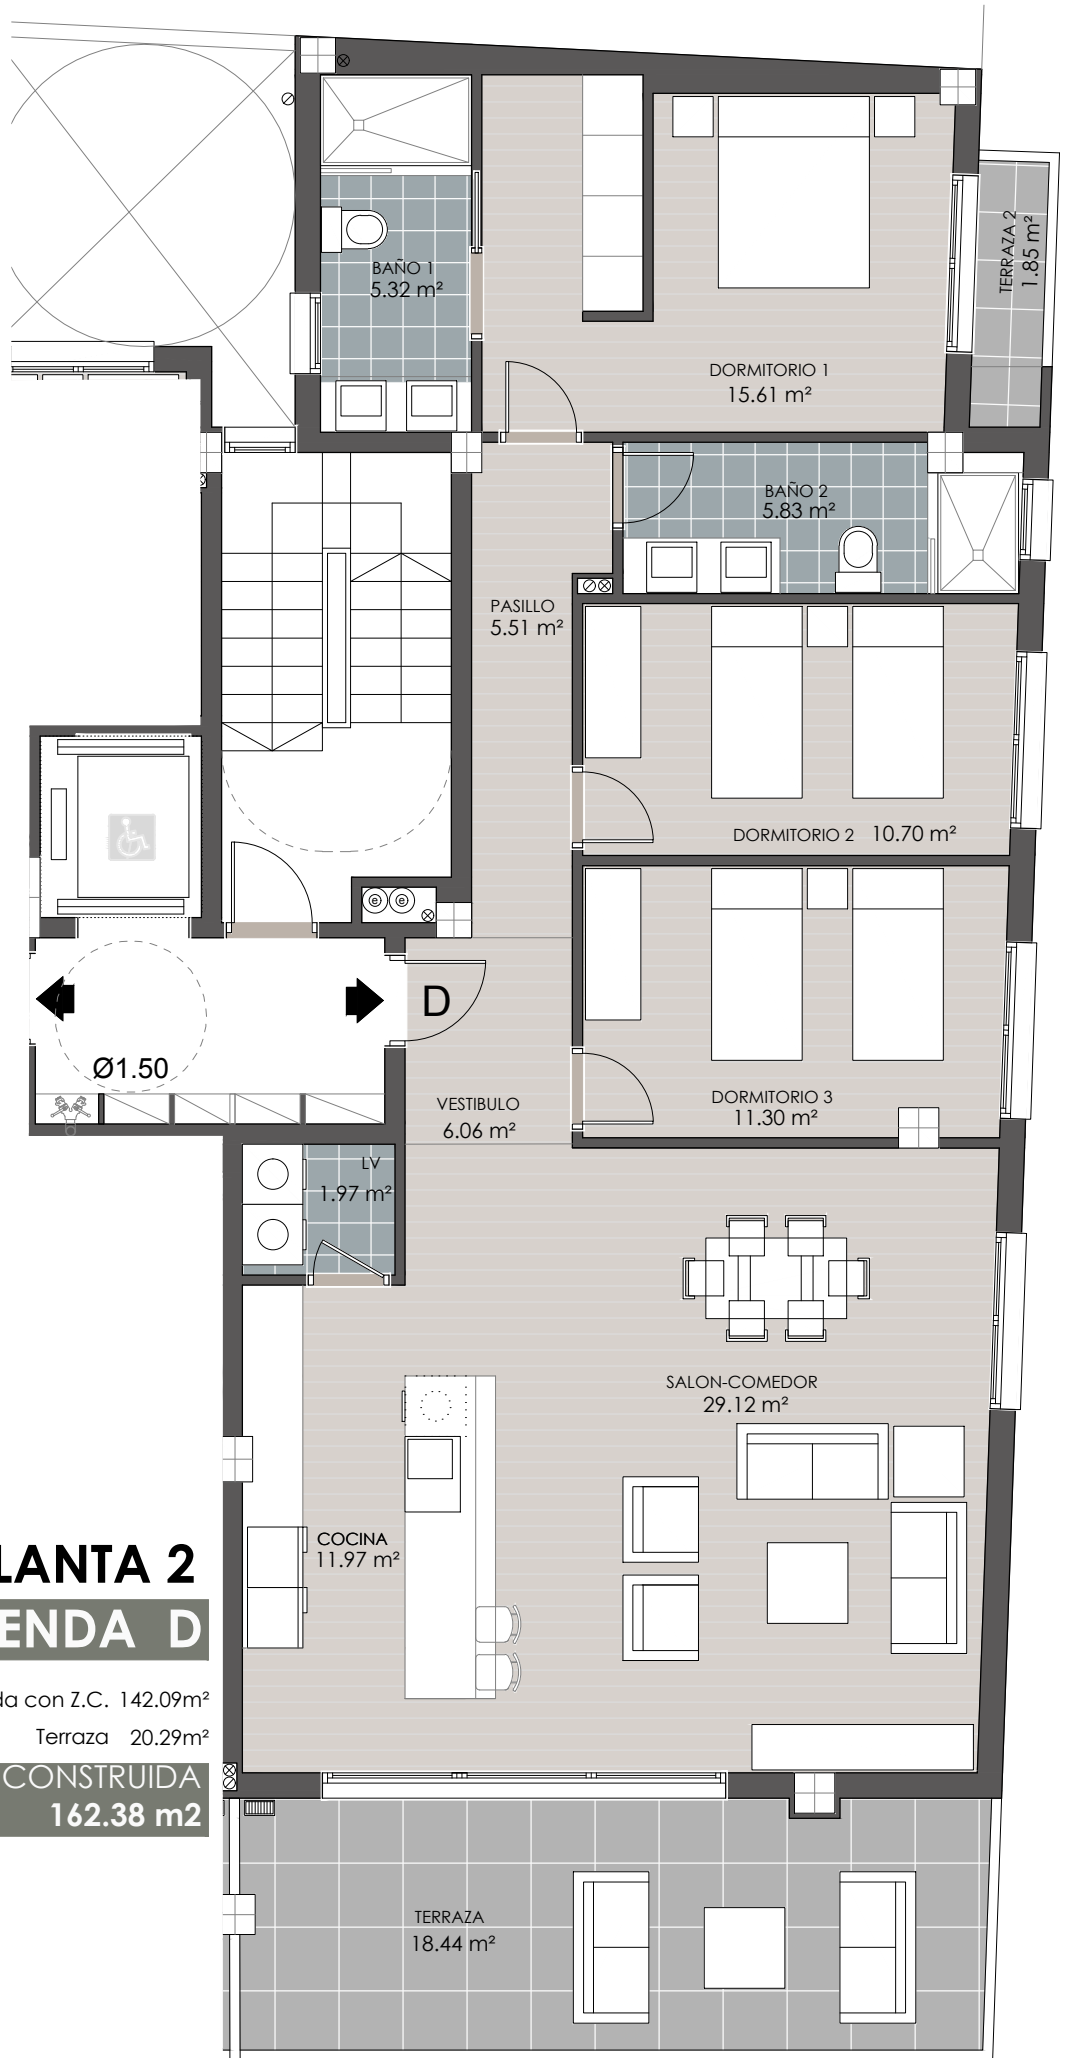 BAÑO 1
5.32 m²
TERRAZA 2
1.85 m²
DORMITORIO 1
15.61 m²
BAÑO 2
5.83 m²
PASILLO
5.51 m²
DORMITORIO 2 10.70 m²
e e
D
Ø1.50
VESTIBULO
6.06 m²
DORMITORIO 3
11.30 m²
LV
1.97 m²
SALON-COMEDOR
29.12 m²
COCINA
11.97 m²
LANTA 2
ENDA D
da con Z.C. 142.09m²
Terraza 20.29m²
CONSTRUIDA
162.38 m2
TERRAZA
18.44 m²